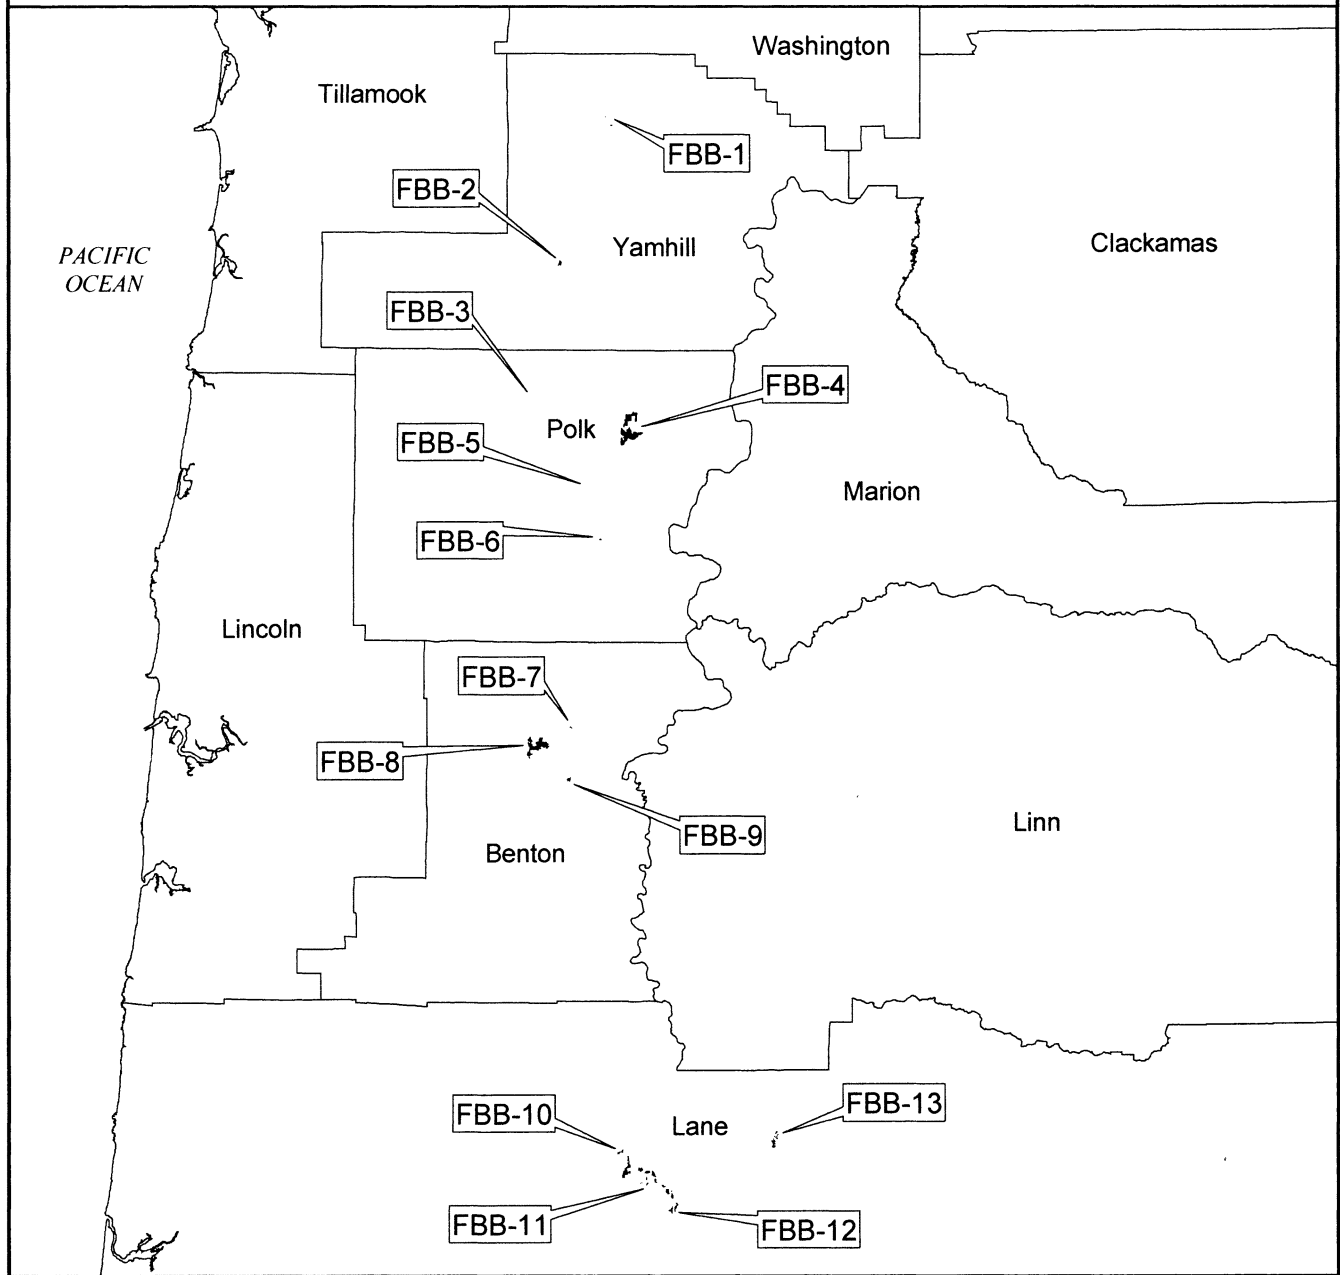 Washington
Tillamook
FBB-1
FBB-2
Yamhill
Clackamas
PACIFIC
OCEAN
FBB-3
FBB-4
Polk
FBB-5
Marion
FBB-6
Lincoln
FBB-7
FBB-8
FBB-9
Linn
Benton
FBB-10
Lane
FBB-13
FBB-11
FBB-12